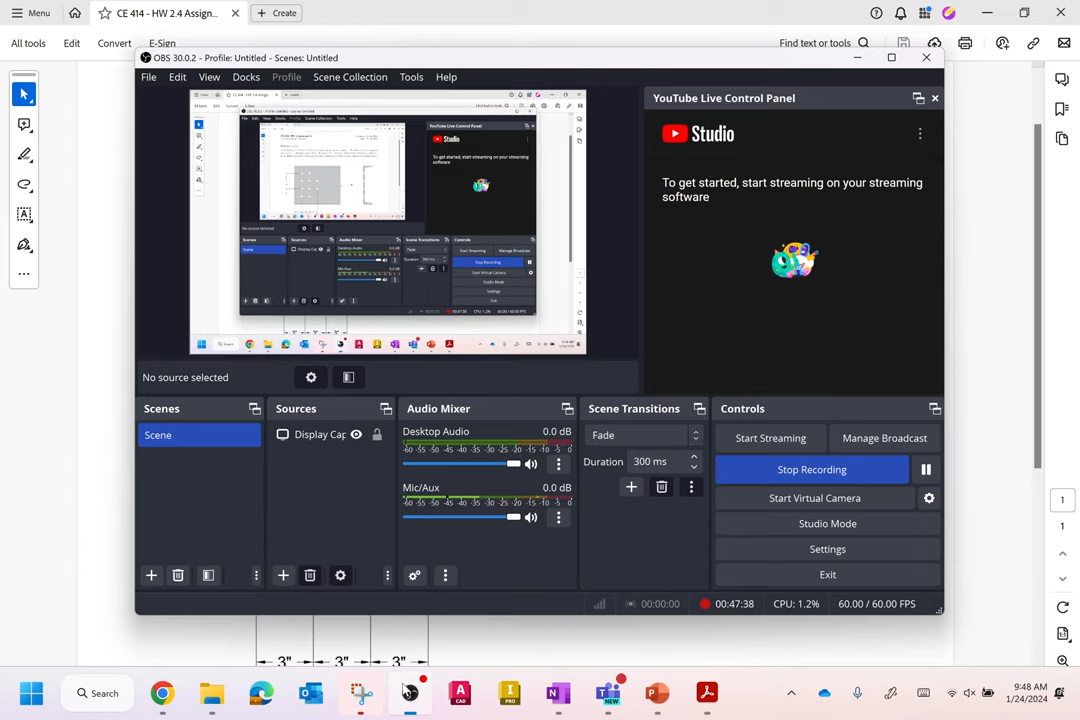 Menu
CE 414 - HW 2.4 Assign...
Create
All tools
Edit
Convert
E-Sign
Find text or tools
OBS 30.0.2 - Profile: Untitled - Scenes: Untitled
File
Edit
View
Docks
Profile
Scene Collection
Tools
Help
YouTube Live Control Panel
Studio
To get started, start streaming on your streaming
software
No source selected
Scenes
Scene
Sources
Display Cap
Audio Mixer
Desktop Audio
0.0 dB
-60 -55 -50 -45 -40 -35 -30 -25 -20 -15 -10 -5 0
Mic/Aux
0.0 dB
-60 -55 -50 -45 -40 -35 -30 -25 -20 -15 -10 -5 0
Scene Transitions
Fade
Duration
300 ms
Controls
Start Streaming
Manage Broadcast
Stop Recording
Start Virtual Camera
Studio Mode
Settings
Exit
00:00:00
00:47:38
CPU: 1.2%
60.00 / 60.00 FPS
1
1
3"
3"
3"
Search
CAD
PRO
NEW
9:48 AM
1/24/2024